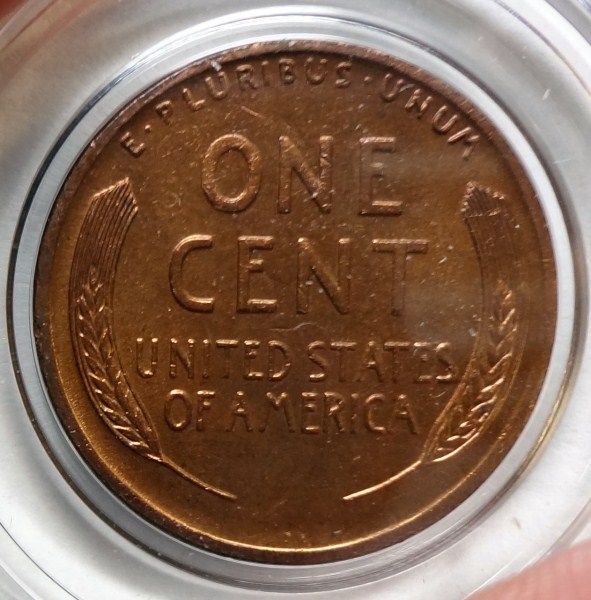 E·PLURIBUS·UNUM
ONE
CENT
UNITED STATES
OF AMERICA